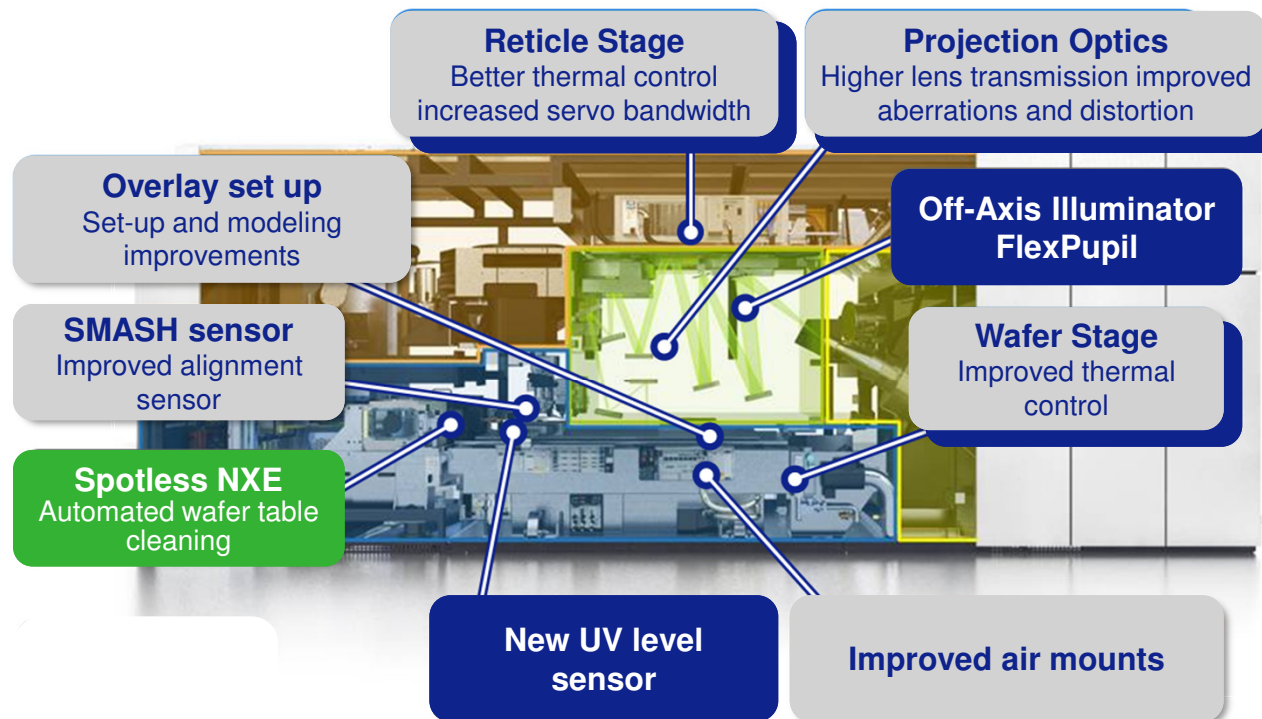 Reticle Stage
Better thermal control
increased servo bandwidth
Projection Optics
Higher lens transmission improved
aberrations and distortion
Overlay set up
Set-up and modeling
improvements
Off-Axis Illuminator
FlexPupil
SMASH sensor
Improved alignment
sensor
Wafer Stage
Improved thermal
control
Spotless NXE
Automated wafer table
cleaning
New UV level
sensor
Improved air mounts